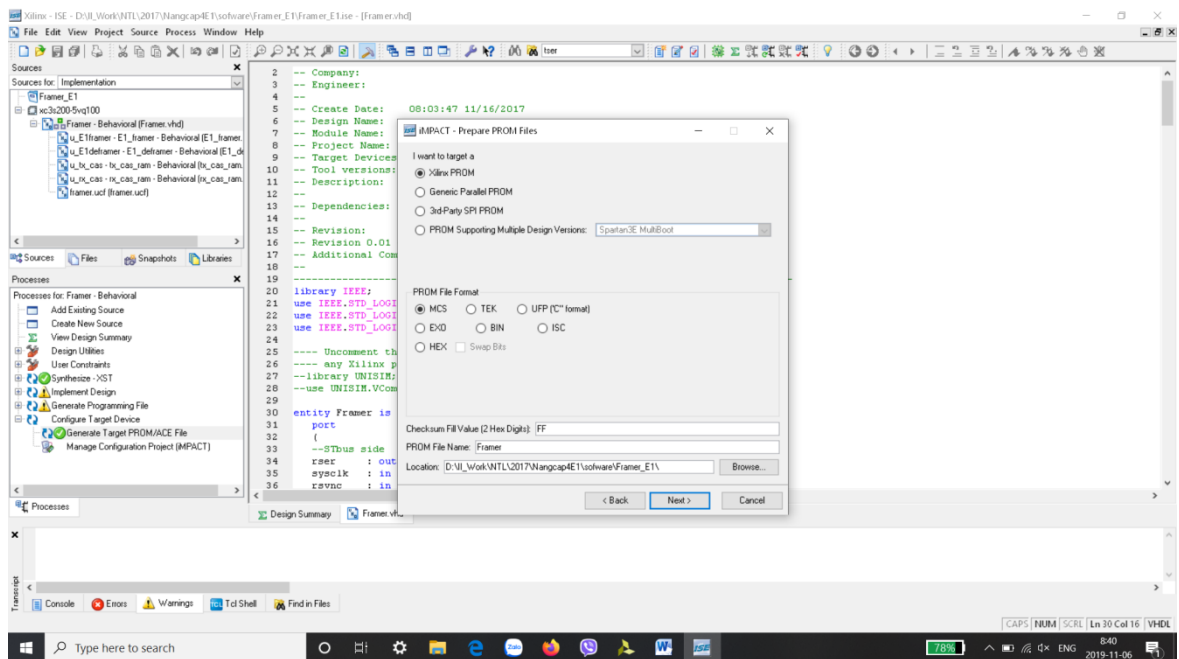 Xilinx - ISE - D:\II_Work\NTL\2017\Nangcap4E1\sofware\Framer_E1\Framer_E1.ise - [Framer.vhd]
File Edit View Project Source Process Window Help
tser
Sources
Sources for: Implementation
Framer_E1
xc3s200-5vq100
Framer - Behavioral (Framer.vhd)
u_E1framer - E1_framer - Behavioral (E1_framer.
u_E1deframer - E1_deframer - Behavioral (E1_de
u_tx_cas - tx_cas_ram - Behavioral (tx_cas_ram.
u_rx_cas - rx_cas_ram - Behavioral (rx_cas_ram.
framer.ucf (framer.ucf)
Sources Files Snapshots Libraries
Processes
Processes for: Framer - Behavioral
Add Existing Source
Create New Source
View Design Summary
Design Utilities
User Constraints
Synthesize - XST
Implement Design
Generate Programming File
Configure Target Device
Generate Target PROM/ACE File
Manage Configuration Project (iMPACT)
Processes
2 -- Company:
3 -- Engineer:
4 --
5 -- Create Date: 08:03:47 11/16/2017
6 -- Design Name:
7 -- Module Name:
8 -- Project Name:
9 -- Target Devices
10 -- Tool versions:
11 -- Description:
12 --
13 -- Dependencies:
14 --
15 -- Revision:
16 -- Revision 0.01
17 -- Additional Com
18 --
19 ----------------
20 library IEEE;
21 use IEEE.STD_LOGI
22 use IEEE.STD_LOGI
23 use IEEE.STD_LOGI
24
25 ---- Uncomment th
26 ---- any Xilinx p
27 --library UNISIM;
28 --use UNISIM.VCom
29
30 entity Framer is
31 port
32 (
33 --STbus side
34 rser : out
35 sysclk : in
36 rsync : in
Design Summary Framer.vhd
iMPACT - Prepare PROM Files
I want to target a
Xilinx PROM
Generic Parallel PROM
3rd-Party SPI PROM
PROM Supporting Multiple Design Versions: Spartan3E MultiBoot
PROM File Format
MCS TEK UFP ("C" format)
EXO BIN ISC
HEX Swap Bits
Checksum Fill Value (2 Hex Digits): FF
PROM File Name: Framer
Location: D:\II_Work\NTL\2017\Nangcap4E1\sofware\Framer_E1\ Browse...
< Back Next > Cancel
Transcript
Console Errors Warnings Tcl Shell Find in Files
CAPS NUM SCRL Ln 30 Col 16 VHDL
Type here to search
Zalo
ISE
78%
ENG
8:40
2019-11-06